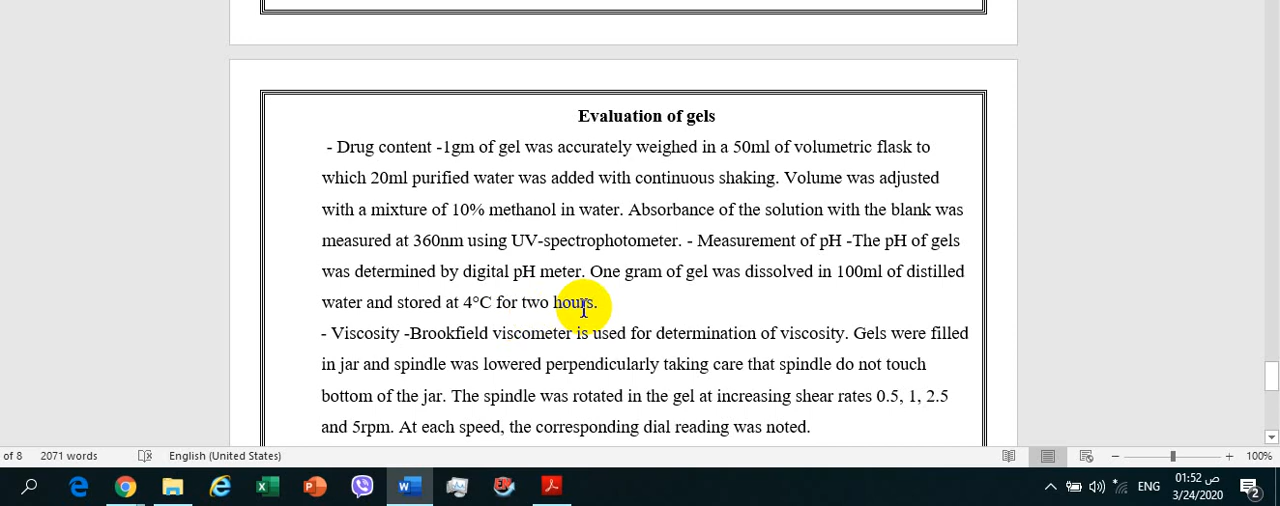 Evaluation of gels
- Drug content -1gm of gel was accurately weighed in a 50ml of volumetric flask to
which 20ml purified water was added with continuous shaking. Volume was adjusted
with a mixture of 10% methanol in water. Absorbance of the solution with the blank was
measured at 360nm using UV-spectrophotometer. - Measurement of pH -The pH of gels
was determined by digital pH meter. One gram of gel was dissolved in 100ml of distilled
water and stored at 4°C for two hours.
- Viscosity -Brookfield viscometer is used for determination of viscosity. Gels were filled
in jar and spindle was lowered perpendicularly taking care that spindle do not touch
bottom of the jar. The spindle was rotated in the gel at increasing shear rates 0.5, 1, 2.5
and 5rpm. At each speed, the corresponding dial reading was noted.
of 8 2071 words English (United States) 100%
ENG 01:52 ص
3/24/2020 2